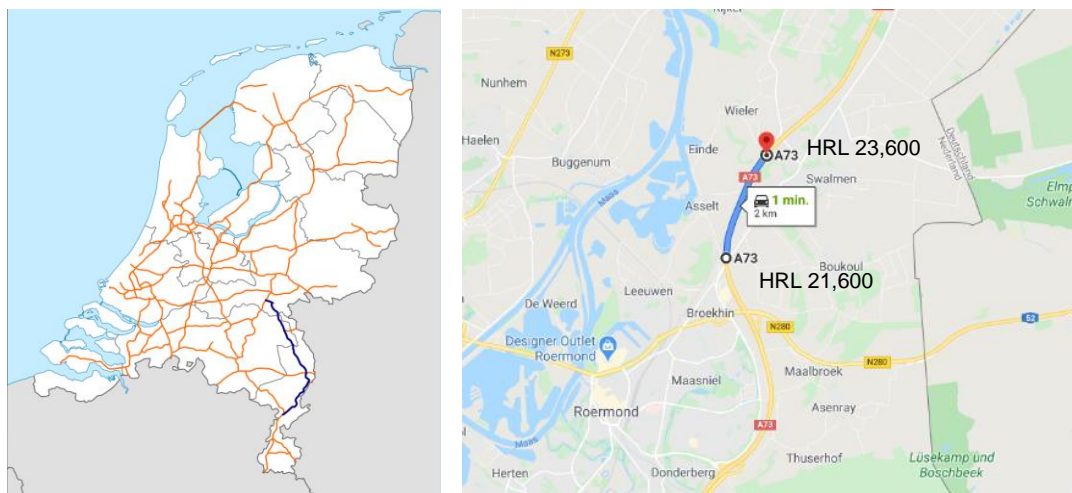 Rijkel
N273
Nunhem
Wieler
Haelen
Einde
A73
HRL 23,600
Buggenum
A73
Swalmen
Deutschland
Nederland
Maas
1 min.
2 km
Elmp
Schwalm
Asselt
A73
Boukoul
HRL 21,600
Leeuwen
De Weerd
Broekhin
52
N280
Designer Outlet
Roermond
N280
Maasniel
Maalbroek
Asenray
Roermond
A73
Maas
Thuserhof
Lüsekamp und
Boschbeek
Herten
Donderberg